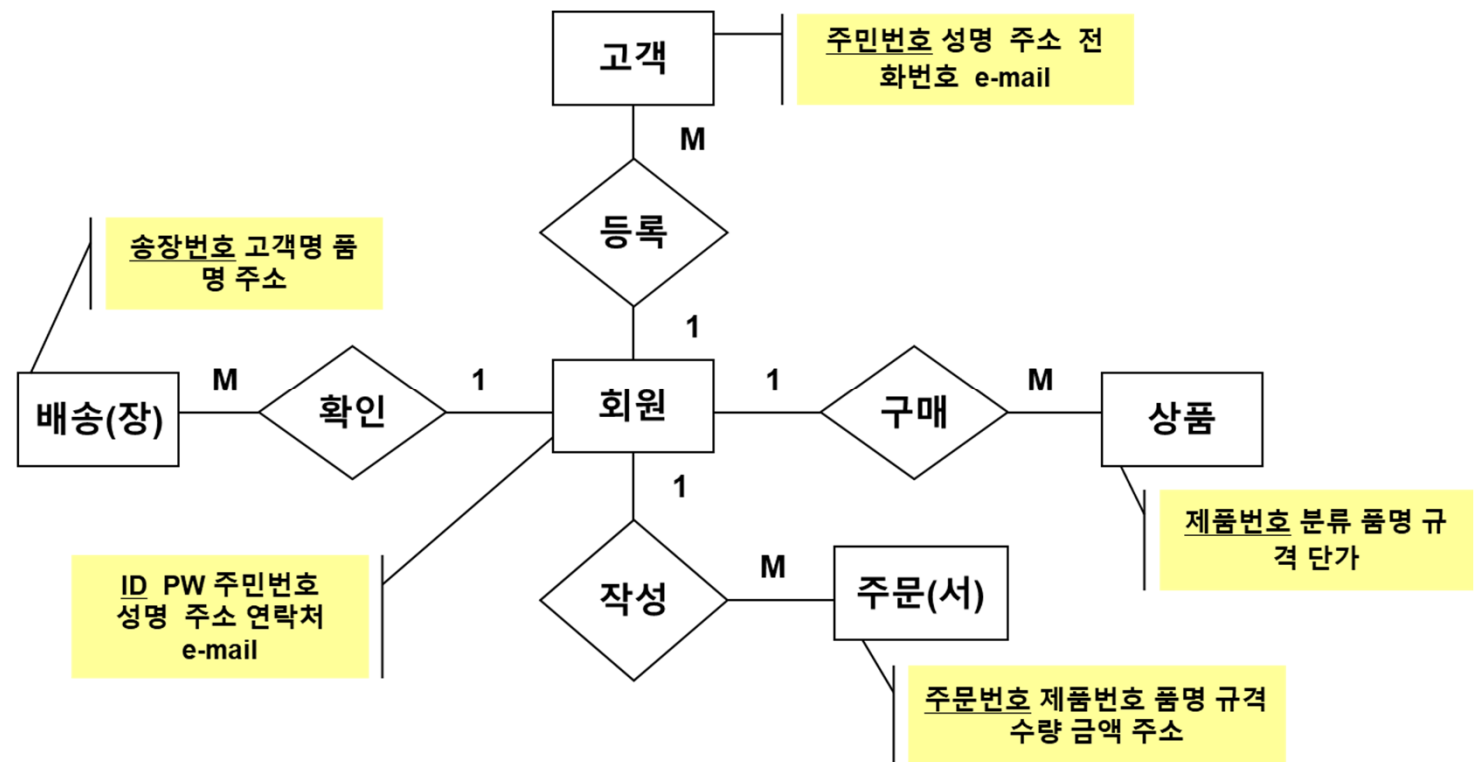 고객
주민번호 성명 주소 전
화번호 e-mail
M
등록
송장번호 고객명 품
명 주소
1
배송(장)
M
확인
1
회원
1
구매
M
상품
1
제품번호 분류 품명 규
격 단가
ID PW 주민번호
성명 주소 연락처
e-mail
작성
M
주문(서)
주문번호 제품번호 품명 규격
수량 금액 주소